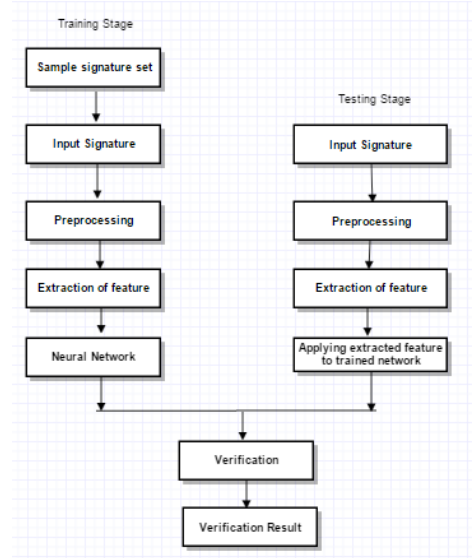 Training Stage
Sample signature set
Input Signature
Preprocessing
Extraction of feature
Neural Network
Testing Stage
Input Signature
Preprocessing
Extraction of feature
Applying extracted feature
to trained network
Verification
Verification Result